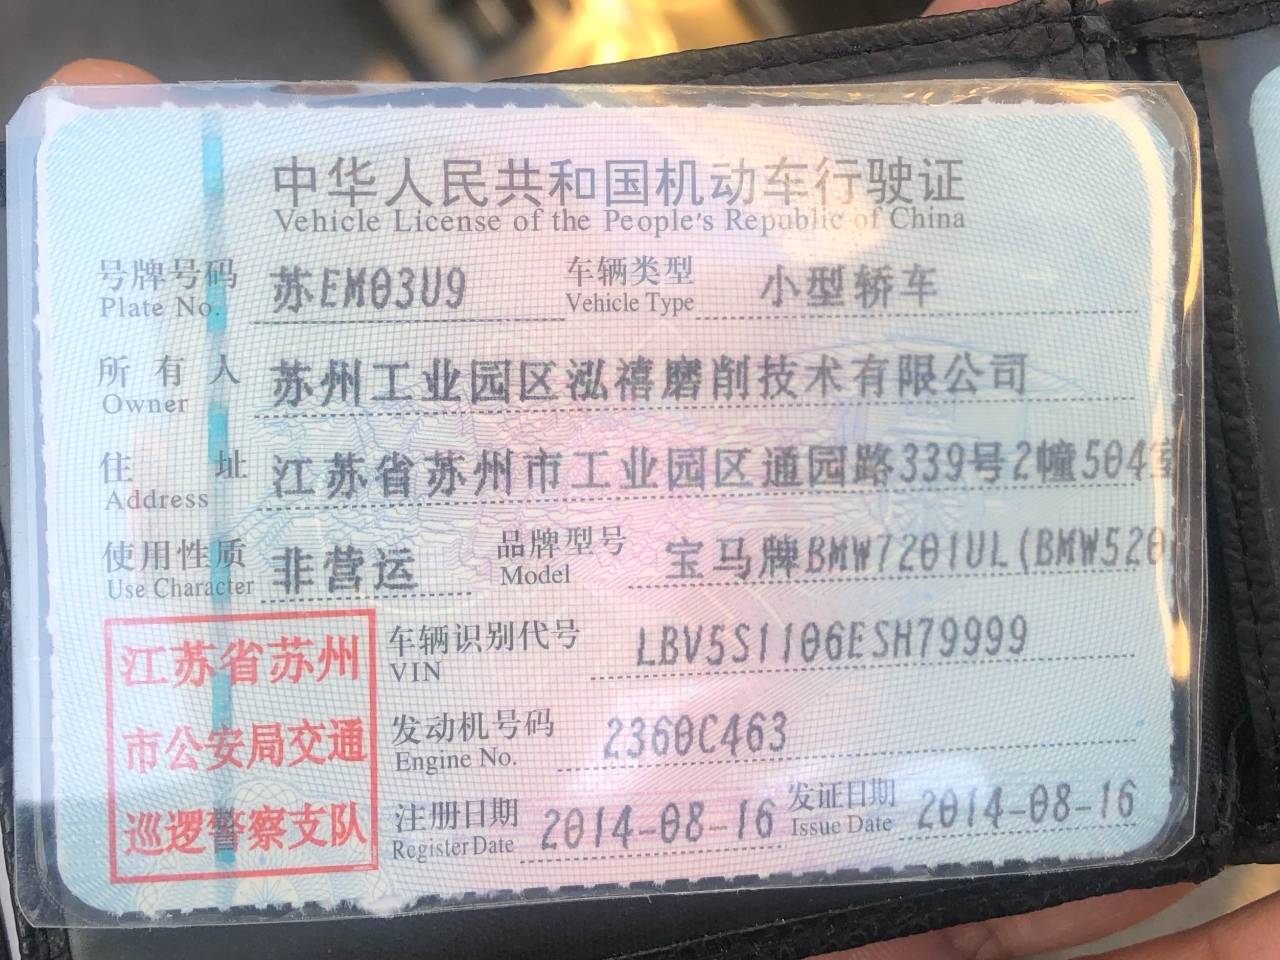 中华人民共和国机动车行驶证
Vehicle License of the People's Republic of China
号牌号码 苏EM03U9 车辆类型 小型轿车
Plate No. Vehicle Type
所有人 苏州工业园区泓禧磨削技术有限公司
Owner
住址 江苏省苏州市工业园区通园路339号2幢504室
Address
使用性质 非营运 品牌型号 宝马牌BMW7201UL(BMW520
Use Character Model
车辆识别代号 LBV5S1106ESH79999
VIN
发动机号码 2360C463
Engine No.
注册日期 2014-08-16 发证日期 2014-08-16
Register Date Issue Date
江苏省苏州
市公安局交通
巡逻警察支队